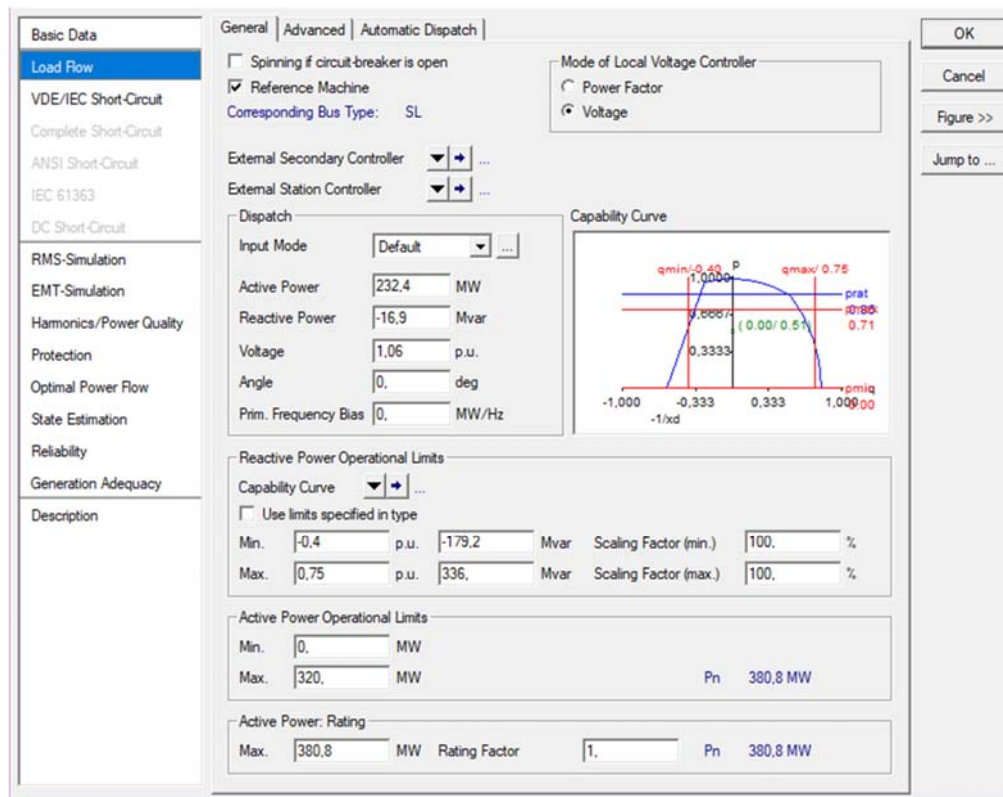 Basic Data
Load Flow
VDE/IEC Short-Circuit
Complete Short-Circuit
ANSI Short-Circuit
IEC 61363
DC Short-Circuit
RMS-Simulation
EMT-Simulation
Harmonics/Power Quality
Protection
Optimal Power Flow
State Estimation
Reliability
Generation Adequacy
Description
General Advanced Automatic Dispatch
Spinning if circuit-breaker is open
Reference Machine
Corresponding Bus Type: SL
Mode of Local Voltage Controller
Power Factor
Voltage
External Secondary Controller ...
External Station Controller ...
Dispatch
Input Mode Default ...
Active Power 232,4 MW
Reactive Power -16,9 Mvar
Voltage 1,06 p.u.
Angle 0, deg
Prim. Frequency Bias 0, MW/Hz
Capability Curve
qmin/-0.40 p qmax/ 0.75
1,0000
prat
0.85
0,6667
( 0.00/ 0.51)
0.71
0,3333
-1,000 -0,333 0,333 1,000
0.00
-1/xd
Reactive Power Operational Limits
Capability Curve ...
Use limits specified in type
Min. -0,4 p.u. -179,2 Mvar Scaling Factor (min.) 100, %
Max. 0,75 p.u. 336, Mvar Scaling Factor (max.) 100, %
Active Power Operational Limits
Min. 0, MW
Max. 320, MW Pn 380,8 MW
Active Power: Rating
Max. 380,8 MW Rating Factor 1, Pn 380,8 MW
OK
Cancel
Figure >>
Jump to ...